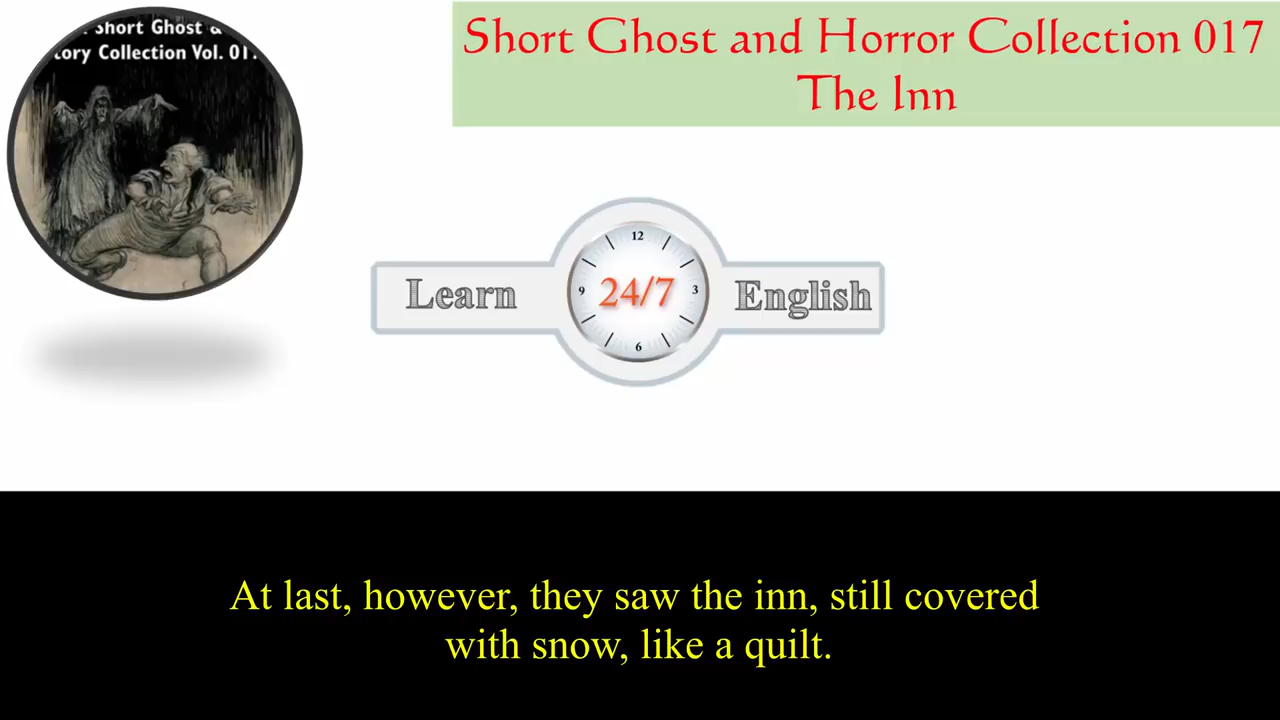 Short Ghost &
tory Collection Vol. 01
Short Ghost and Horror Collection 017
The Inn
Learn
24/7
English
12
9
3
6
At last, however, they saw the inn, still covered
with snow, like a quilt.